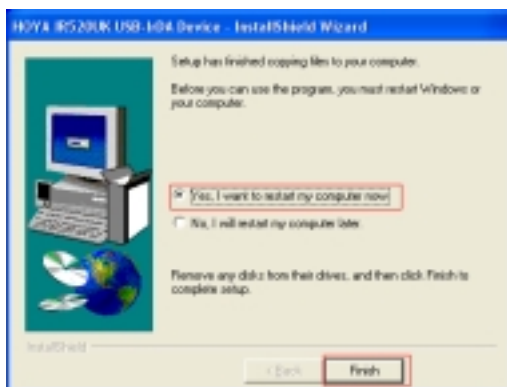 HOYA IR520UK USB-IrDA Device - InstallShield Wizard
Setup has finished copying files to your computer.
Before you can use the program, you must restart Windows or
your computer.
Yes, I want to restart my computer now
No, I will restart my computer later.
Remove any disks from their drives, and then click Finish to
complete setup.
InstallShield
< Back
Finish